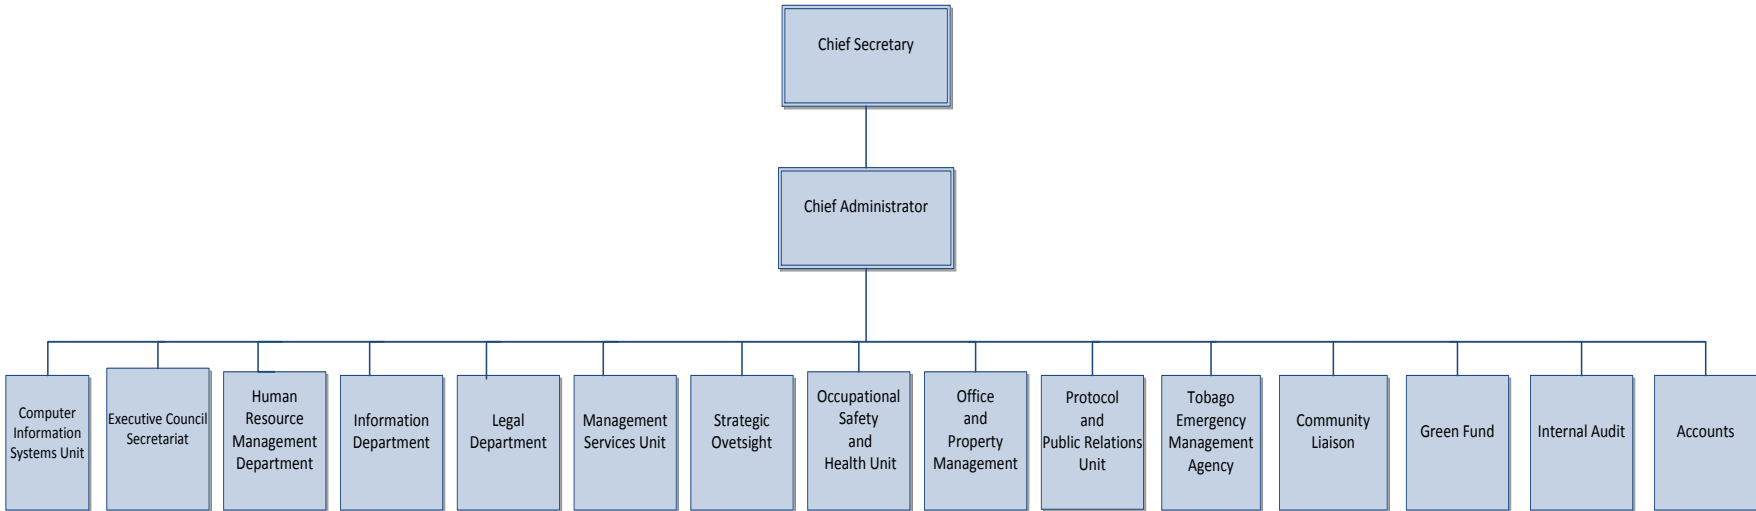 Chief Secretary
Chief Administrator
Computer
Information
Systems Unit
Executive Council
Secretariat
Human
Resource
Management
Department
Information
Department
Legal
Department
Management
Services Unit
Strategic
Ovetsight
Occupational
Safety
and
Health Unit
Office
and
Property
Management
Protocol
and
Public Relations
Unit
Tobago
Emergency
Management
Agency
Community
Liaison
Green Fund
Internal Audit
Accounts